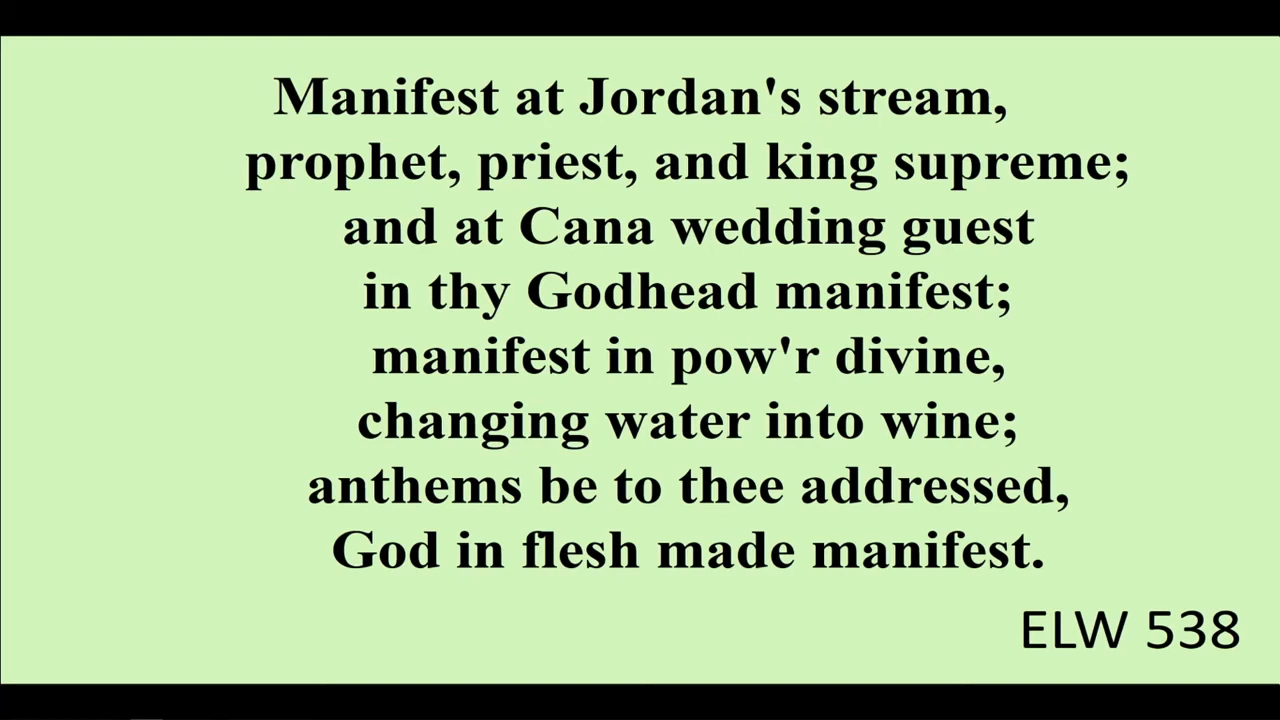 Manifest at Jordan's stream,
prophet, priest, and king supreme;
and at Cana wedding guest
in thy Godhead manifest;
manifest in pow'r divine,
changing water into wine;
anthems be to thee addressed,
God in flesh made manifest.
ELW 538